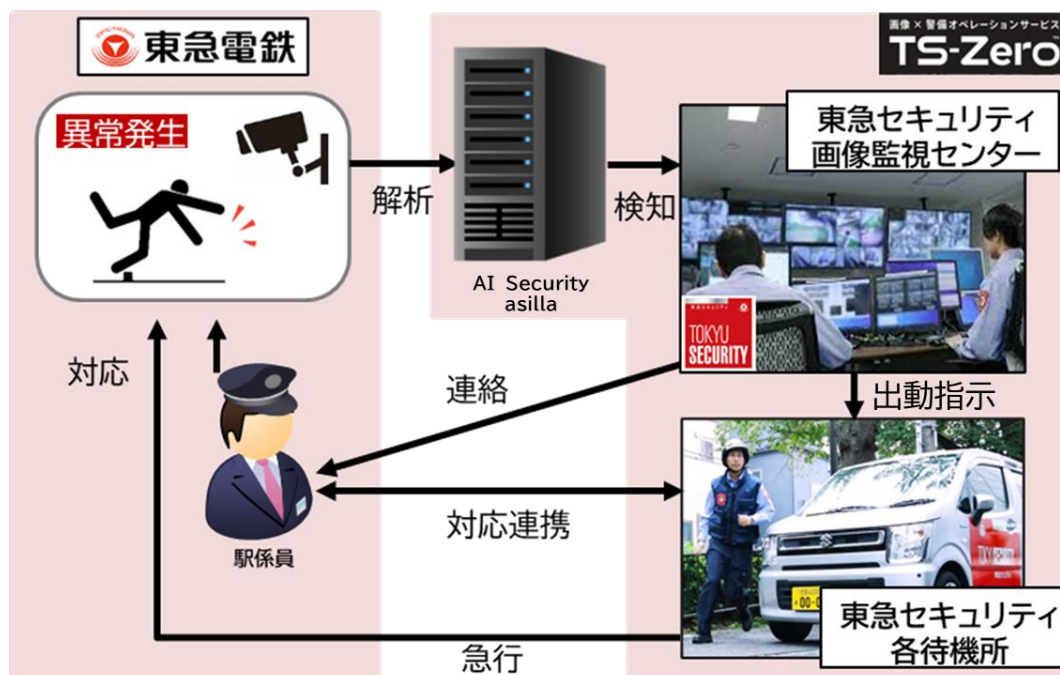 東急電鉄
画像×警備オペレーションサービス
TS-Zero
異常発生
東急セキュリティ
画像監視センター
解析
検知
AI Security
asilla
TOKYU
SECURITY
対応
連絡
出動指示
対応連携
駅係員
東急セキュリティ
各待機所
急行